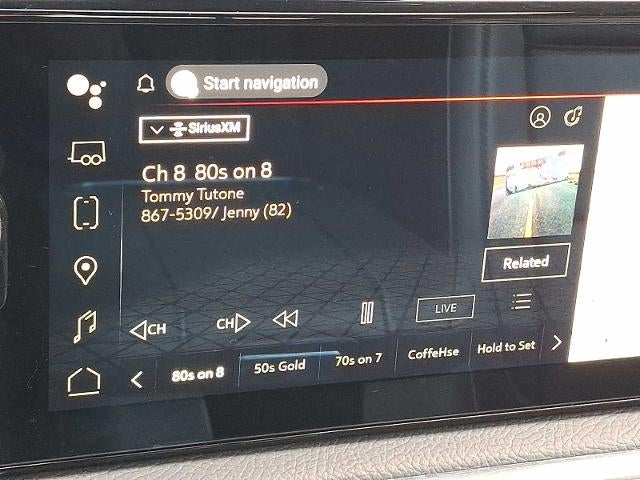 Start navigation
SiriusXM
Ch 8 80s on 8
Tommy Tutone
867-5309/ Jenny (82)
Related
CH
CH
LIVE
80s on 8
50s Gold
70s on 7
CoffeHse
Hold to Set